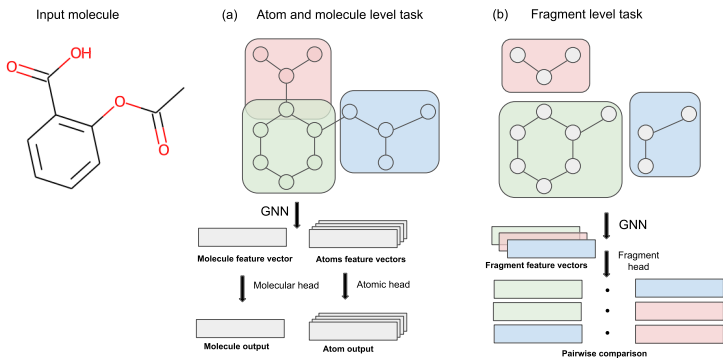 Input molecule
O
OH
O
O
(a)
Atom and molecule level task
GNN
Molecule feature vector
Atoms feature vectors
Molecular head
Atomic head
Molecule output
Atom output
(b)
Fragment level task
GNN
Fragment feature vectors
Fragment
head
Pairwise comparison